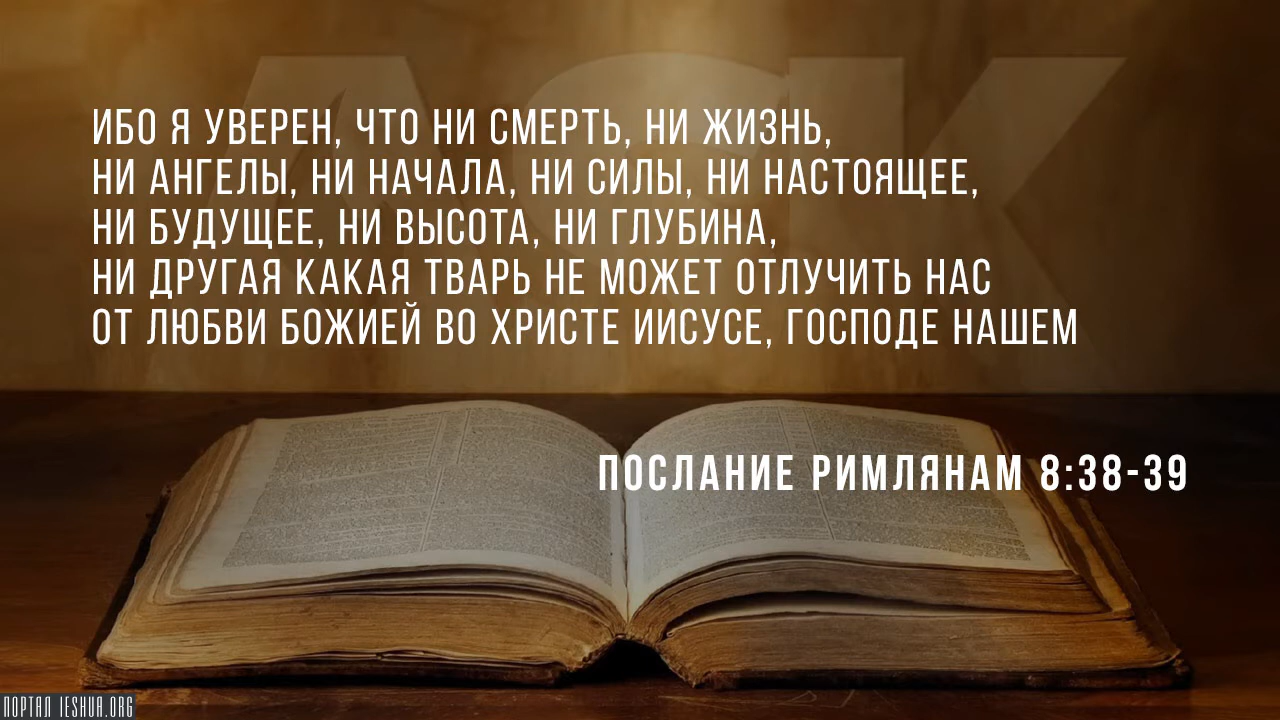 ИБО Я УВЕРЕН, ЧТО НИ СМЕРТЬ, НИ ЖИЗНЬ,
НИ АНГЕЛЫ, НИ НАЧАЛА, НИ СИЛЫ, НИ НАСТОЯЩЕЕ,
НИ БУДУЩЕЕ, НИ ВЫСОТА, НИ ГЛУБИНА,
НИ ДРУГАЯ КАКАЯ ТВАРЬ НЕ МОЖЕТ ОТЛУЧИТЬ НАС
ОТ ЛЮБВИ БОЖИЕЙ ВО ХРИСТЕ ИИСУСЕ, ГОСПОДЕ НАШЕМ
ПОСЛАНИЕ РИМЛЯНАМ 8:38-39
ПОРТАЛ IESHUA.ORG